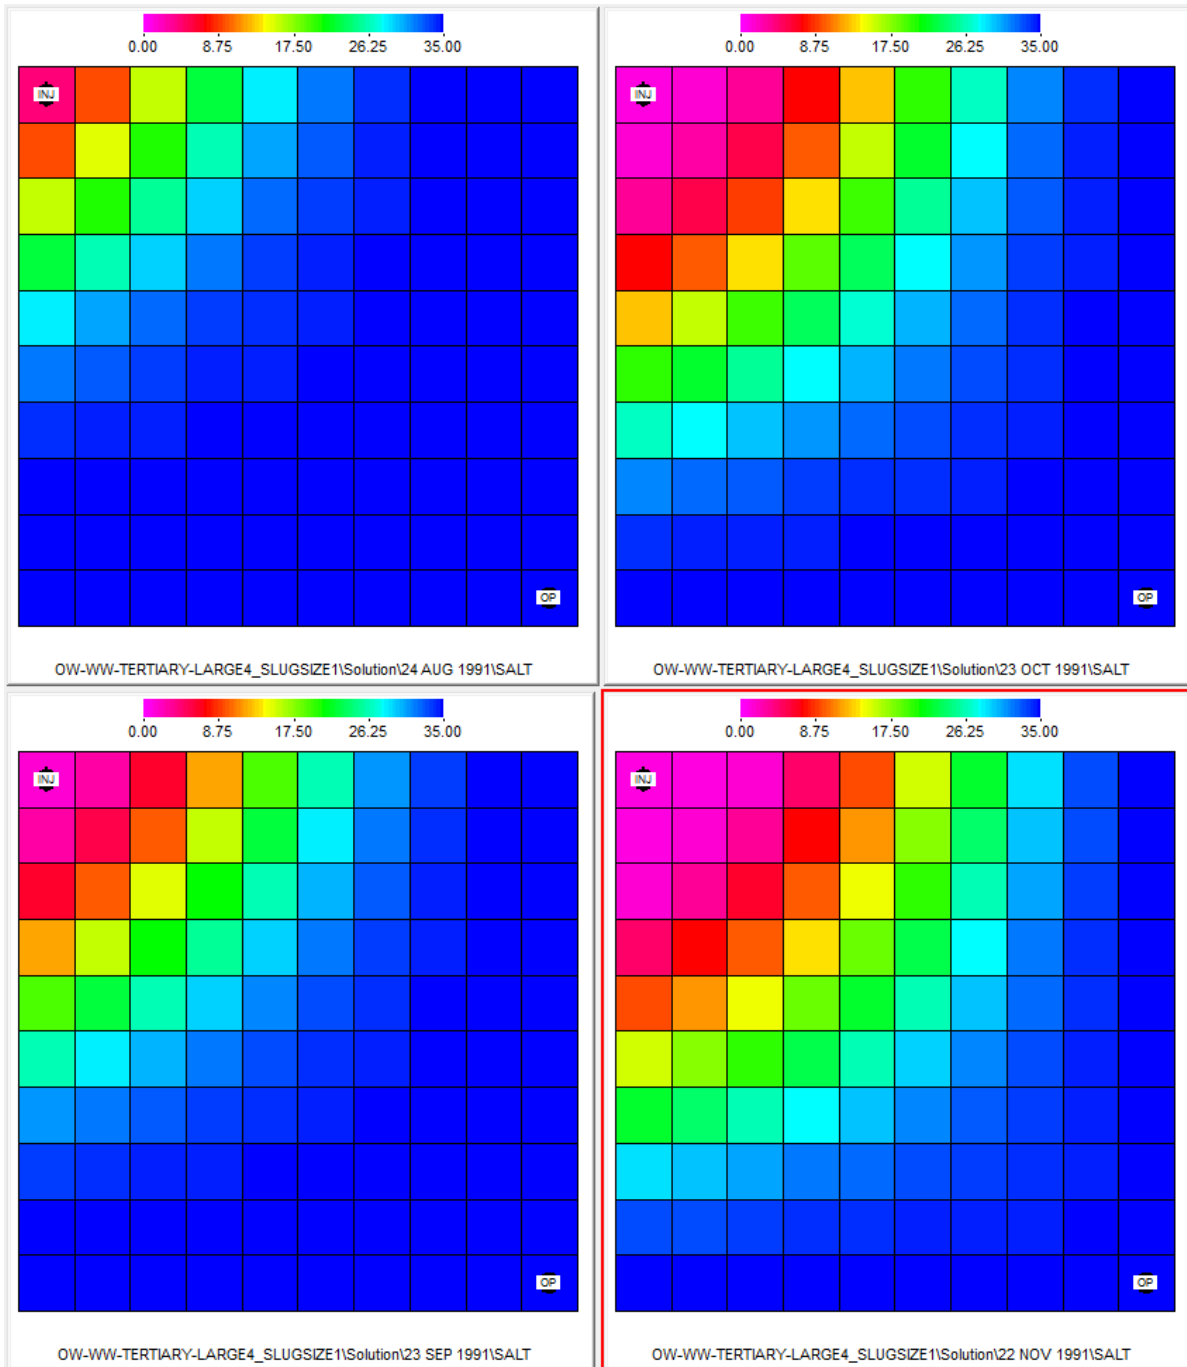 0.00 8.75 17.50 26.25 35.00
INJ
OP
OW-WW-TERTIARY-LARGE4_SLUGSIZE1\Solution\24 AUG 1991\SALT
0.00 8.75 17.50 26.25 35.00
INJ
OP
OW-WW-TERTIARY-LARGE4_SLUGSIZE1\Solution\23 OCT 1991\SALT
0.00 8.75 17.50 26.25 35.00
INJ
OP
OW-WW-TERTIARY-LARGE4_SLUGSIZE1\Solution\23 SEP 1991\SALT
0.00 8.75 17.50 26.25 35.00
INJ
OP
OW-WW-TERTIARY-LARGE4_SLUGSIZE1\Solution\22 NOV 1991\SALT